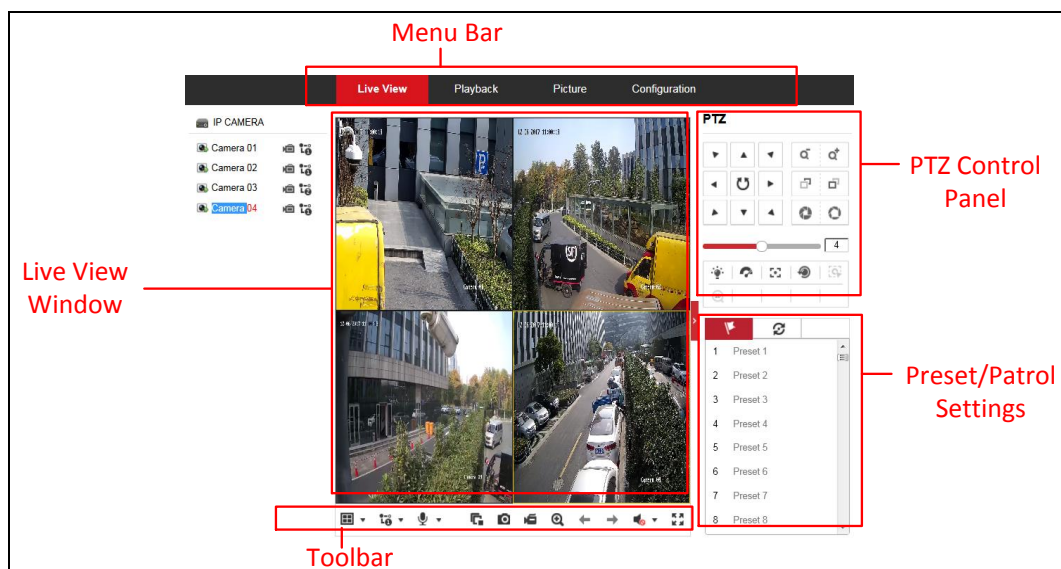 Menu Bar
Live View Playback Picture Configuration
IP CAMERA
Camera 01
Camera 02
Camera 03
Camera 04
PTZ
4
PTZ Control
Panel
Live View
Window
P
SF
Preset/Patrol
Settings
1 Preset 1
2 Preset 2
3 Preset 3
4 Preset 4
5 Preset 5
6 Preset 6
7 Preset 7
8 Preset 8
Toolbar